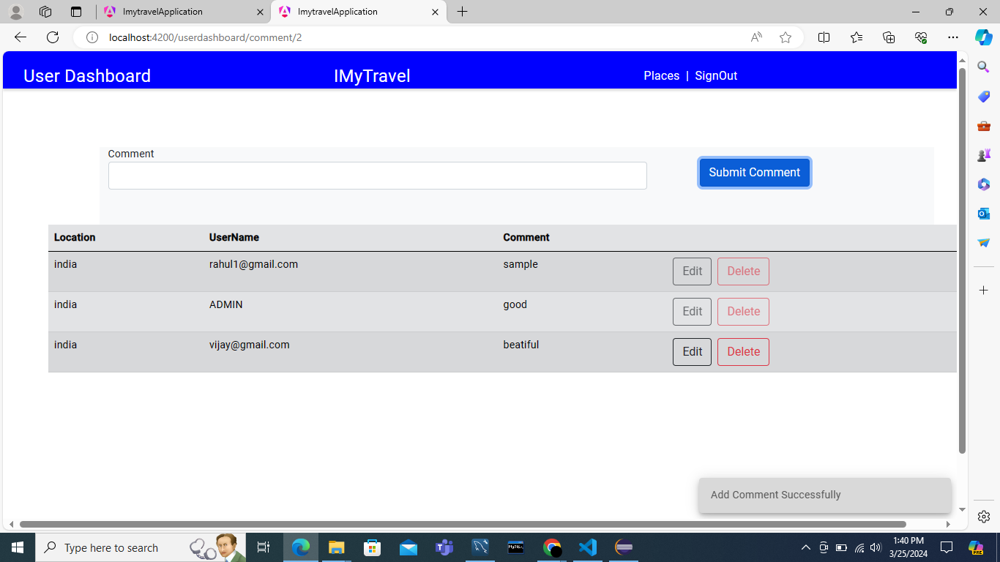 ImytravelApplication
ImytravelApplication
localhost:4200/userdashboard/comment/2
User Dashboard
IMyTravel
Places | SignOut
Comment
Submit Comment
Location UserName Comment
india rahul1@gmail.com sample Edit Delete
india ADMIN good Edit Delete
india vijay@gmail.com beatiful Edit Delete
Add Comment Successfully
Type here to search
1:40 PM
3/25/2024